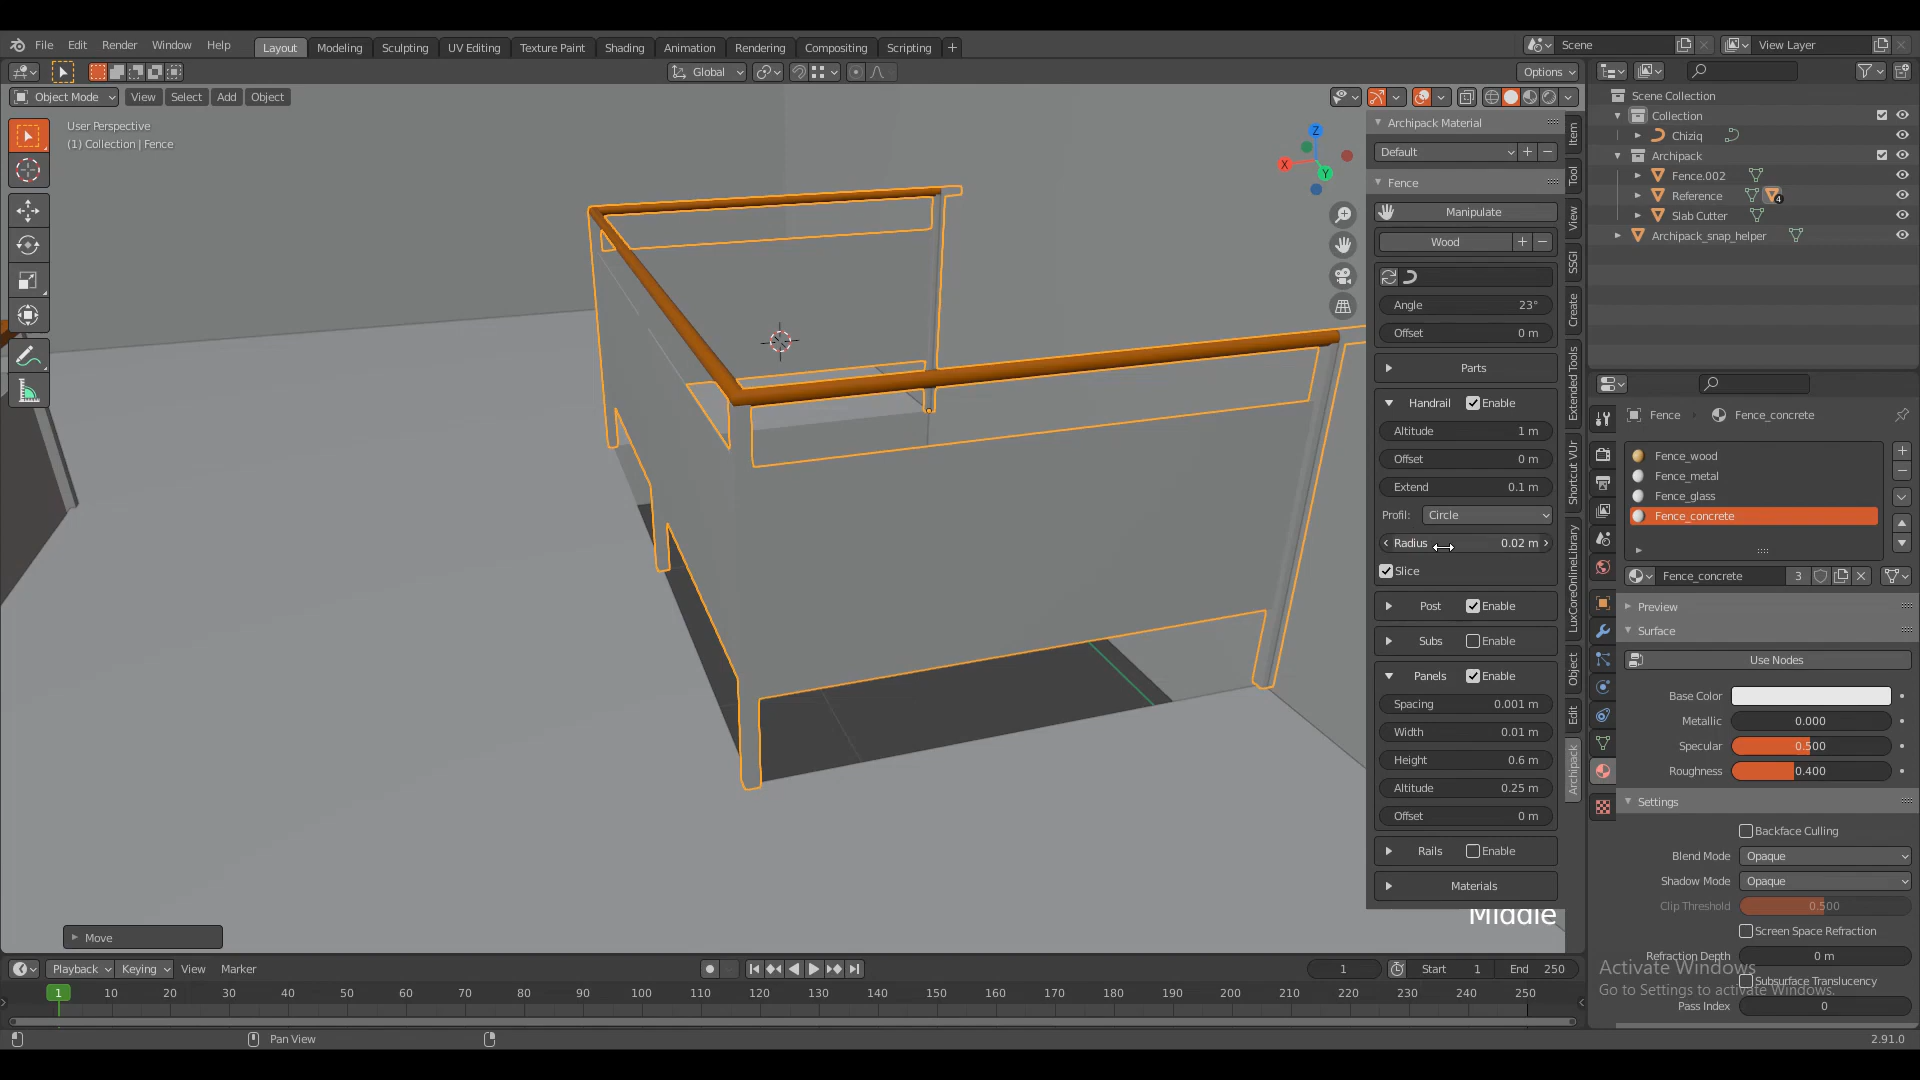 File Edit Render Window Help Layout Modeling Sculpting UV Editing Texture Paint Shading Animation Rendering Compositing Scripting + Scene View Layer
Global Options
Object Mode View Select Add Object
User Perspective
(1) Collection | Fence
Z
X
Y
Archipack Material
Default
Fence
Manipulate
Wood
Angle 23°
Offset 0 m
Parts
Handrail Enable
Altitude 1 m
Offset 0 m
Extend 0.1 m
Profil: Circle
Radius 0.02 m
Slice
Post Enable
Subs Enable
Panels Enable
Spacing 0.001 m
Width 0.01 m
Height 0.6 m
Altitude 0.25 m
Offset 0 m
Rails Enable
Materials
Middle
Item
Tool
View
SSGI
Create
Extended Tools
Shortcut VUr
LuxCoreOnlineLibrary
Object
Edit
Archipack
Scene Collection
Collection
Chiziq
Archipack
Fence.002
Reference 4
Slab Cutter
Archipack_snap_helper
Fence Fence_concrete
Fence_wood
Fence_metal
Fence_glass
Fence_concrete
Fence_concrete 3
Preview
Surface
Use Nodes
Base Color
Metallic 0.000
Specular 0.500
Roughness 0.400
Settings
Backface Culling
Blend Mode Opaque
Shadow Mode Opaque
Clip Threshold 0.500
Screen Space Refraction
Refraction Depth 0 m
Subsurface Translucency
Pass Index 0
Activate Windows
Go to Settings to activate Windows.
Move
Playback Keying View Marker 1 Start 1 End 250
1 10 20 30 40 50 60 70 80 90 100 110 120 130 140 150 160 170 180 190 200 210 220 230 240 250
Pan View 2.91.0